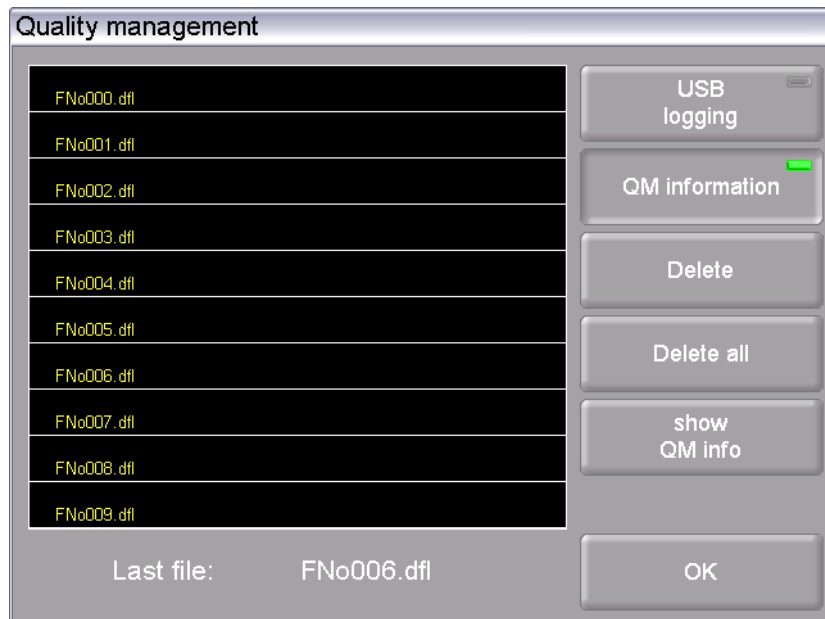 Quality management
FNo000.dfl
FNo001.dfl
FNo002.dfl
FNo003.dfl
FNo004.dfl
FNo005.dfl
FNo006.dfl
FNo007.dfl
FNo008.dfl
FNo009.dfl
Last file: FNo006.dfl
USB
logging
QM information
Delete
Delete all
show
QM info
OK